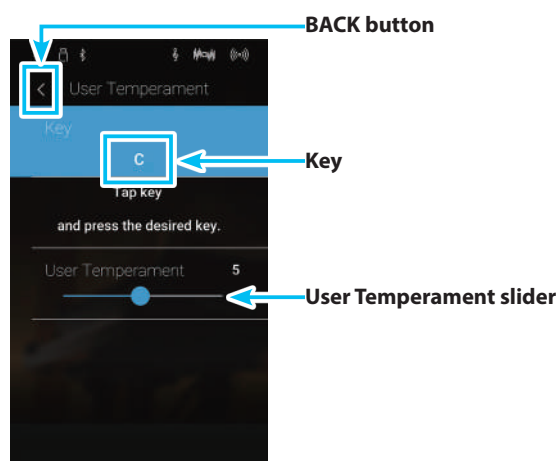 BACK button
< User Temperament
Key
C
Key
Tap key
and press the desired key.
User Temperament 5
User Temperament slider